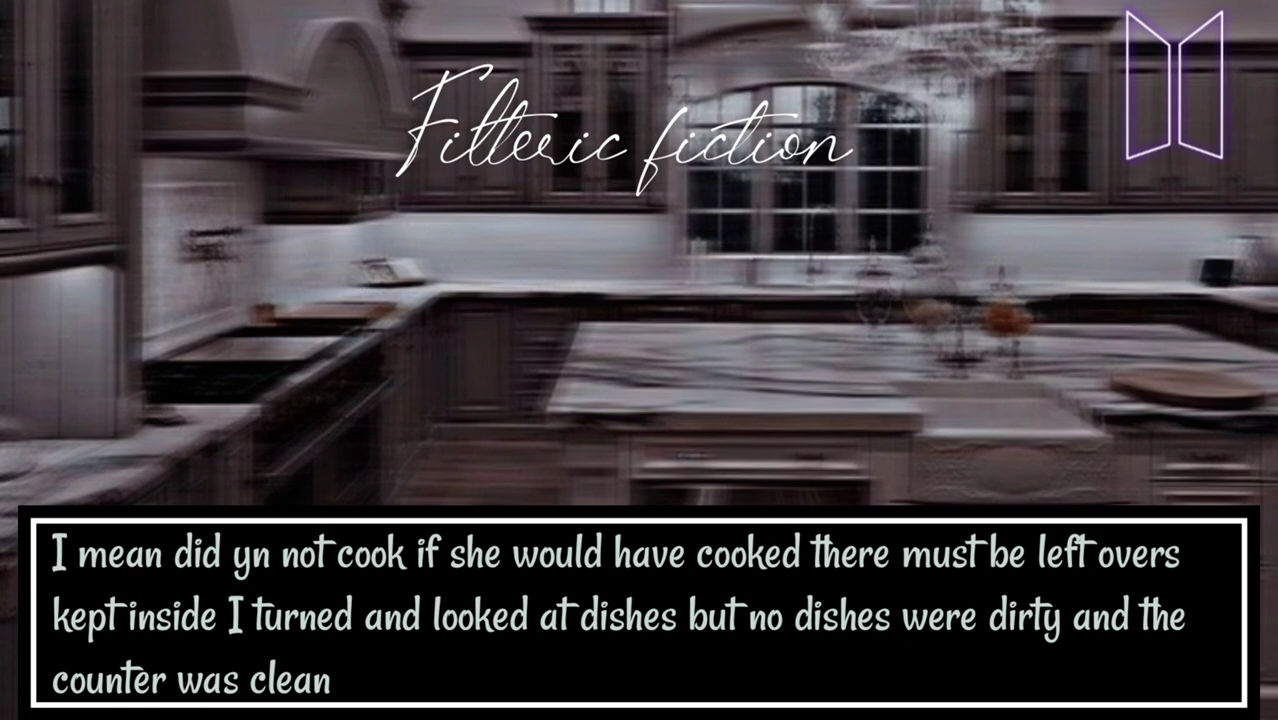 Filteric fiction
I mean did yn not cook if she would have cooked there must be left overs
kept inside I turned and looked at dishes but no dishes were dirty and the
counter was clean